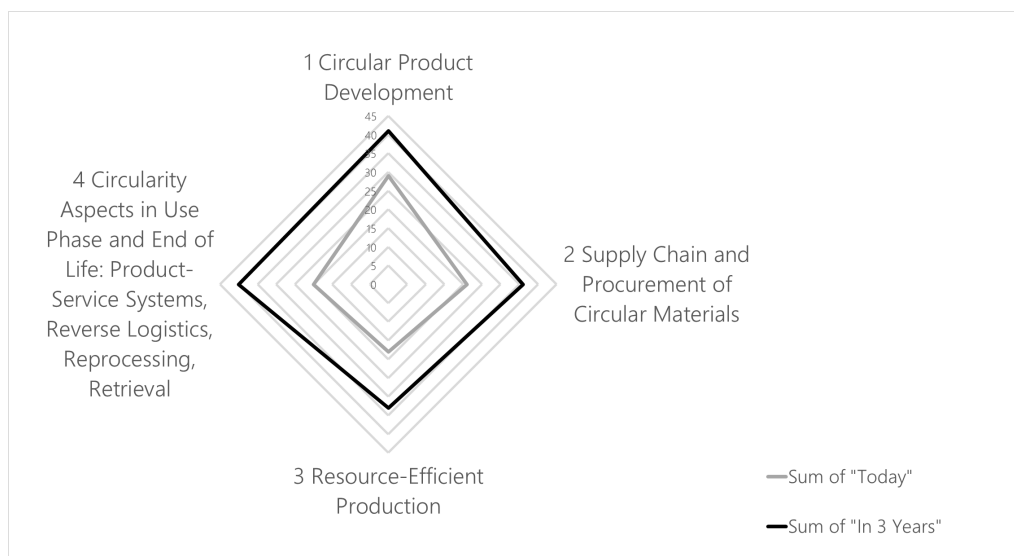 1 Circular Product
Development
45
40
35
30
25
20
15
10
5
0
4 Circularity
Aspects in Use
Phase and End of
Life: Product-
Service Systems,
Reverse Logistics,
Reprocessing,
Retrieval
2 Supply Chain and
Procurement of
Circular Materials
3 Resource-Efficient
Production
Sum of "Today"
Sum of "In 3 Years"